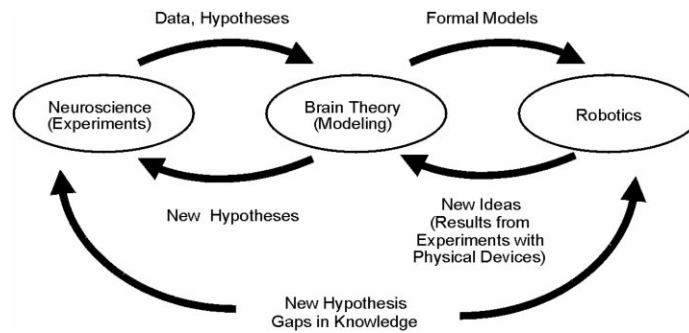 Data, Hypotheses
Formal Models
Neuroscience
(Experiments)
Brain Theory
(Modeling)
Robotics
New Hypotheses
New Ideas
(Results from
Experiments with
Physical Devices)
New Hypothesis
Gaps in Knowledge